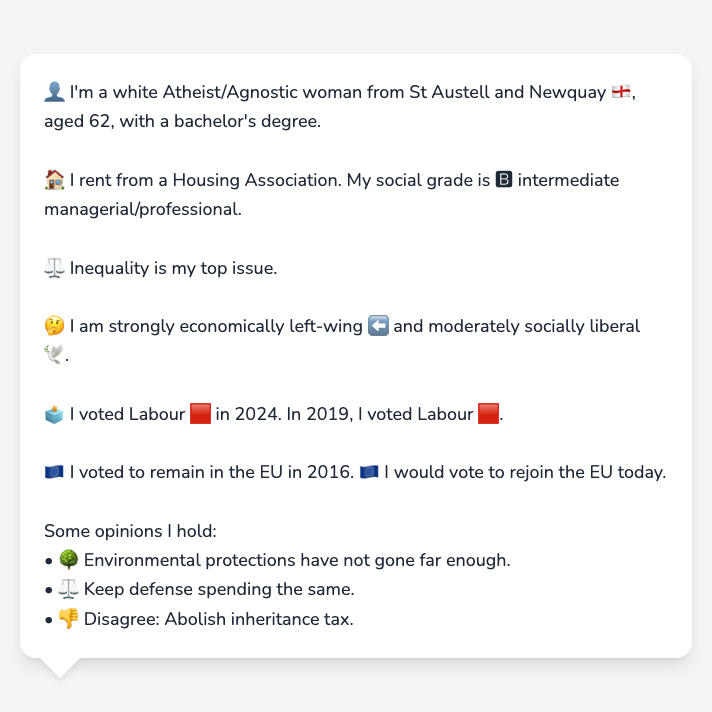 👤 I'm a white Atheist/Agnostic woman from St Austell and Newquay 🏴󠁧󠁢󠁥󠁮󠁧󠁿,
aged 62, with a bachelor's degree.
🏠 I rent from a Housing Association. My social grade is 🅱 intermediate
managerial/professional.
⚖️ Inequality is my top issue.
🤔 I am strongly economically left-wing ⬅️ and moderately socially liberal
🕊️.
🗳️ I voted Labour 🟥 in 2024. In 2019, I voted Labour 🟥.
🇪🇺 I voted to remain in the EU in 2016. 🇪🇺 I would vote to rejoin the EU today.
Some opinions I hold:
• 🌳 Environmental protections have not gone far enough.
• ⚖️ Keep defense spending the same.
• 👎 Disagree: Abolish inheritance tax.